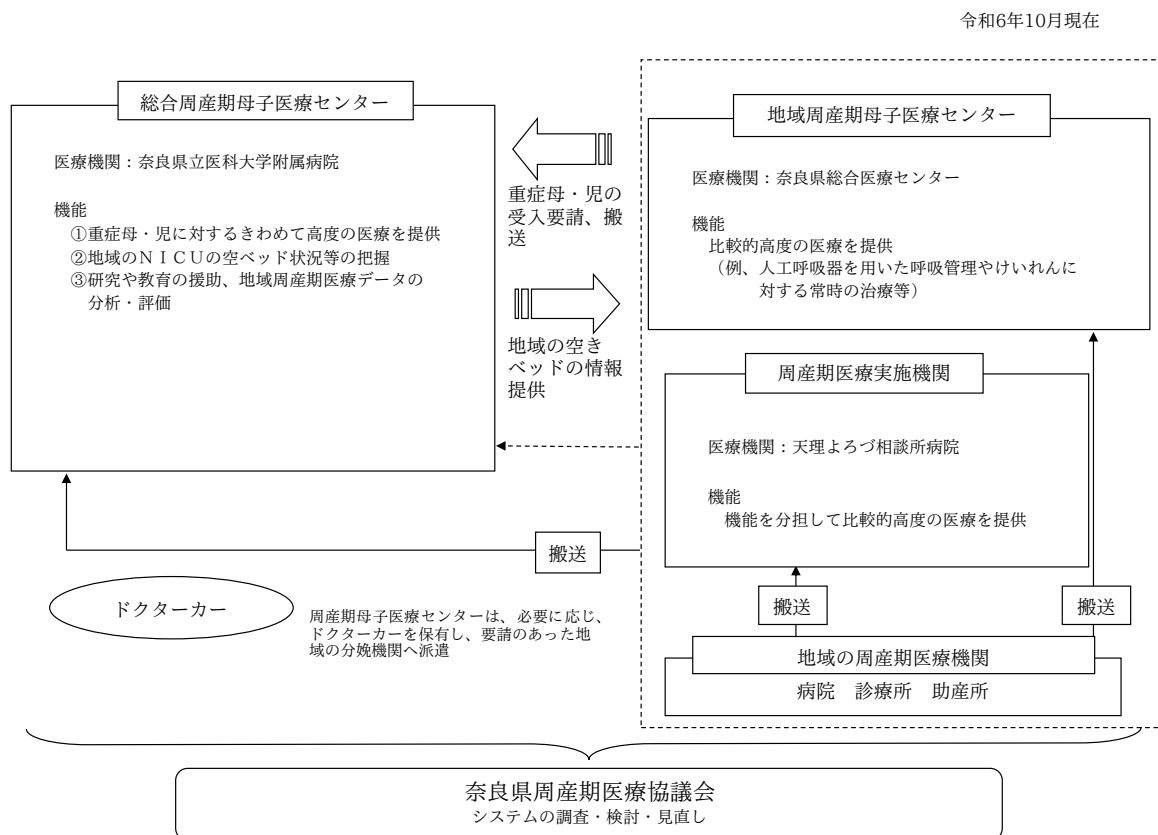 令和6年10月現在
総合周産期母子医療センター
医療機関：奈良県立医科大学附属病院
機能
①重症母・児に対するきわめて高度の医療を提供
②地域のＮＩＣＵの空ベッド状況等の把握
③研究や教育の援助、地域周産期医療データの
分析・評価
重症母・児の
受入要請、搬
送
地域の空き
ベッドの情報
提供
地域周産期母子医療センター
医療機関：奈良県総合医療センター
機能
比較的高度の医療を提供
（例、人工呼吸器を用いた呼吸管理やけいれんに
対する常時の治療等）
周産期医療実施機関
医療機関：天理よろづ相談所病院
機能
機能を分担して比較的高度の医療を提供
搬送
搬送
搬送
ドクターカー
周産期母子医療センターは、必要に応じ、
ドクターカーを保有し、要請のあった地
域の分娩機関へ派遣
地域の周産期医療機関
病院　診療所　助産所
奈良県周産期医療協議会
システムの調査・検討・見直し